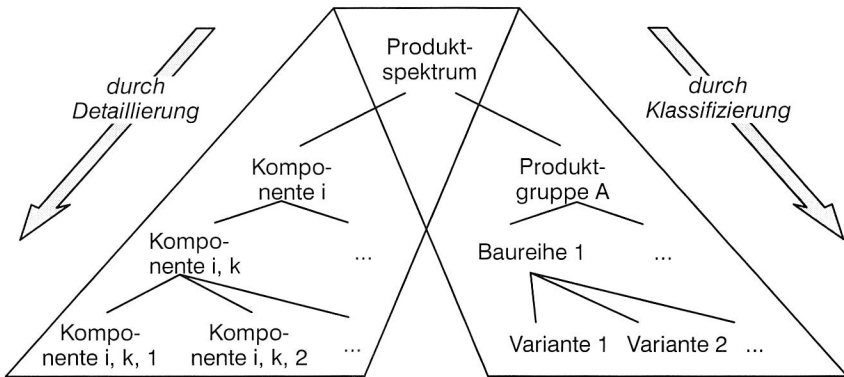 Produkt-
spektrum
durch
Detaillierung
durch
Klassifizierung
Kompo-
nente i
Produkt-
gruppe A
Kompo-
nente i, k
...
Baureihe 1
...
Kompo-
nente i, k, 1
Kompo-
nente i, k, 2
...
Variante 1
Variante 2
...